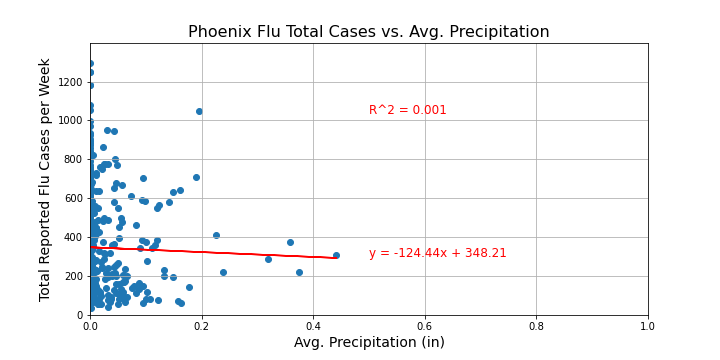 Phoenix Flu Total Cases vs. Avg. Precipitation
Total Reported Flu Cases per Week
1200
1000
800
600
400
200
0
R^2 = 0.001
y = -124.44x + 348.21
0.0 0.2 0.4 0.6 0.8 1.0
Avg. Precipitation (in)